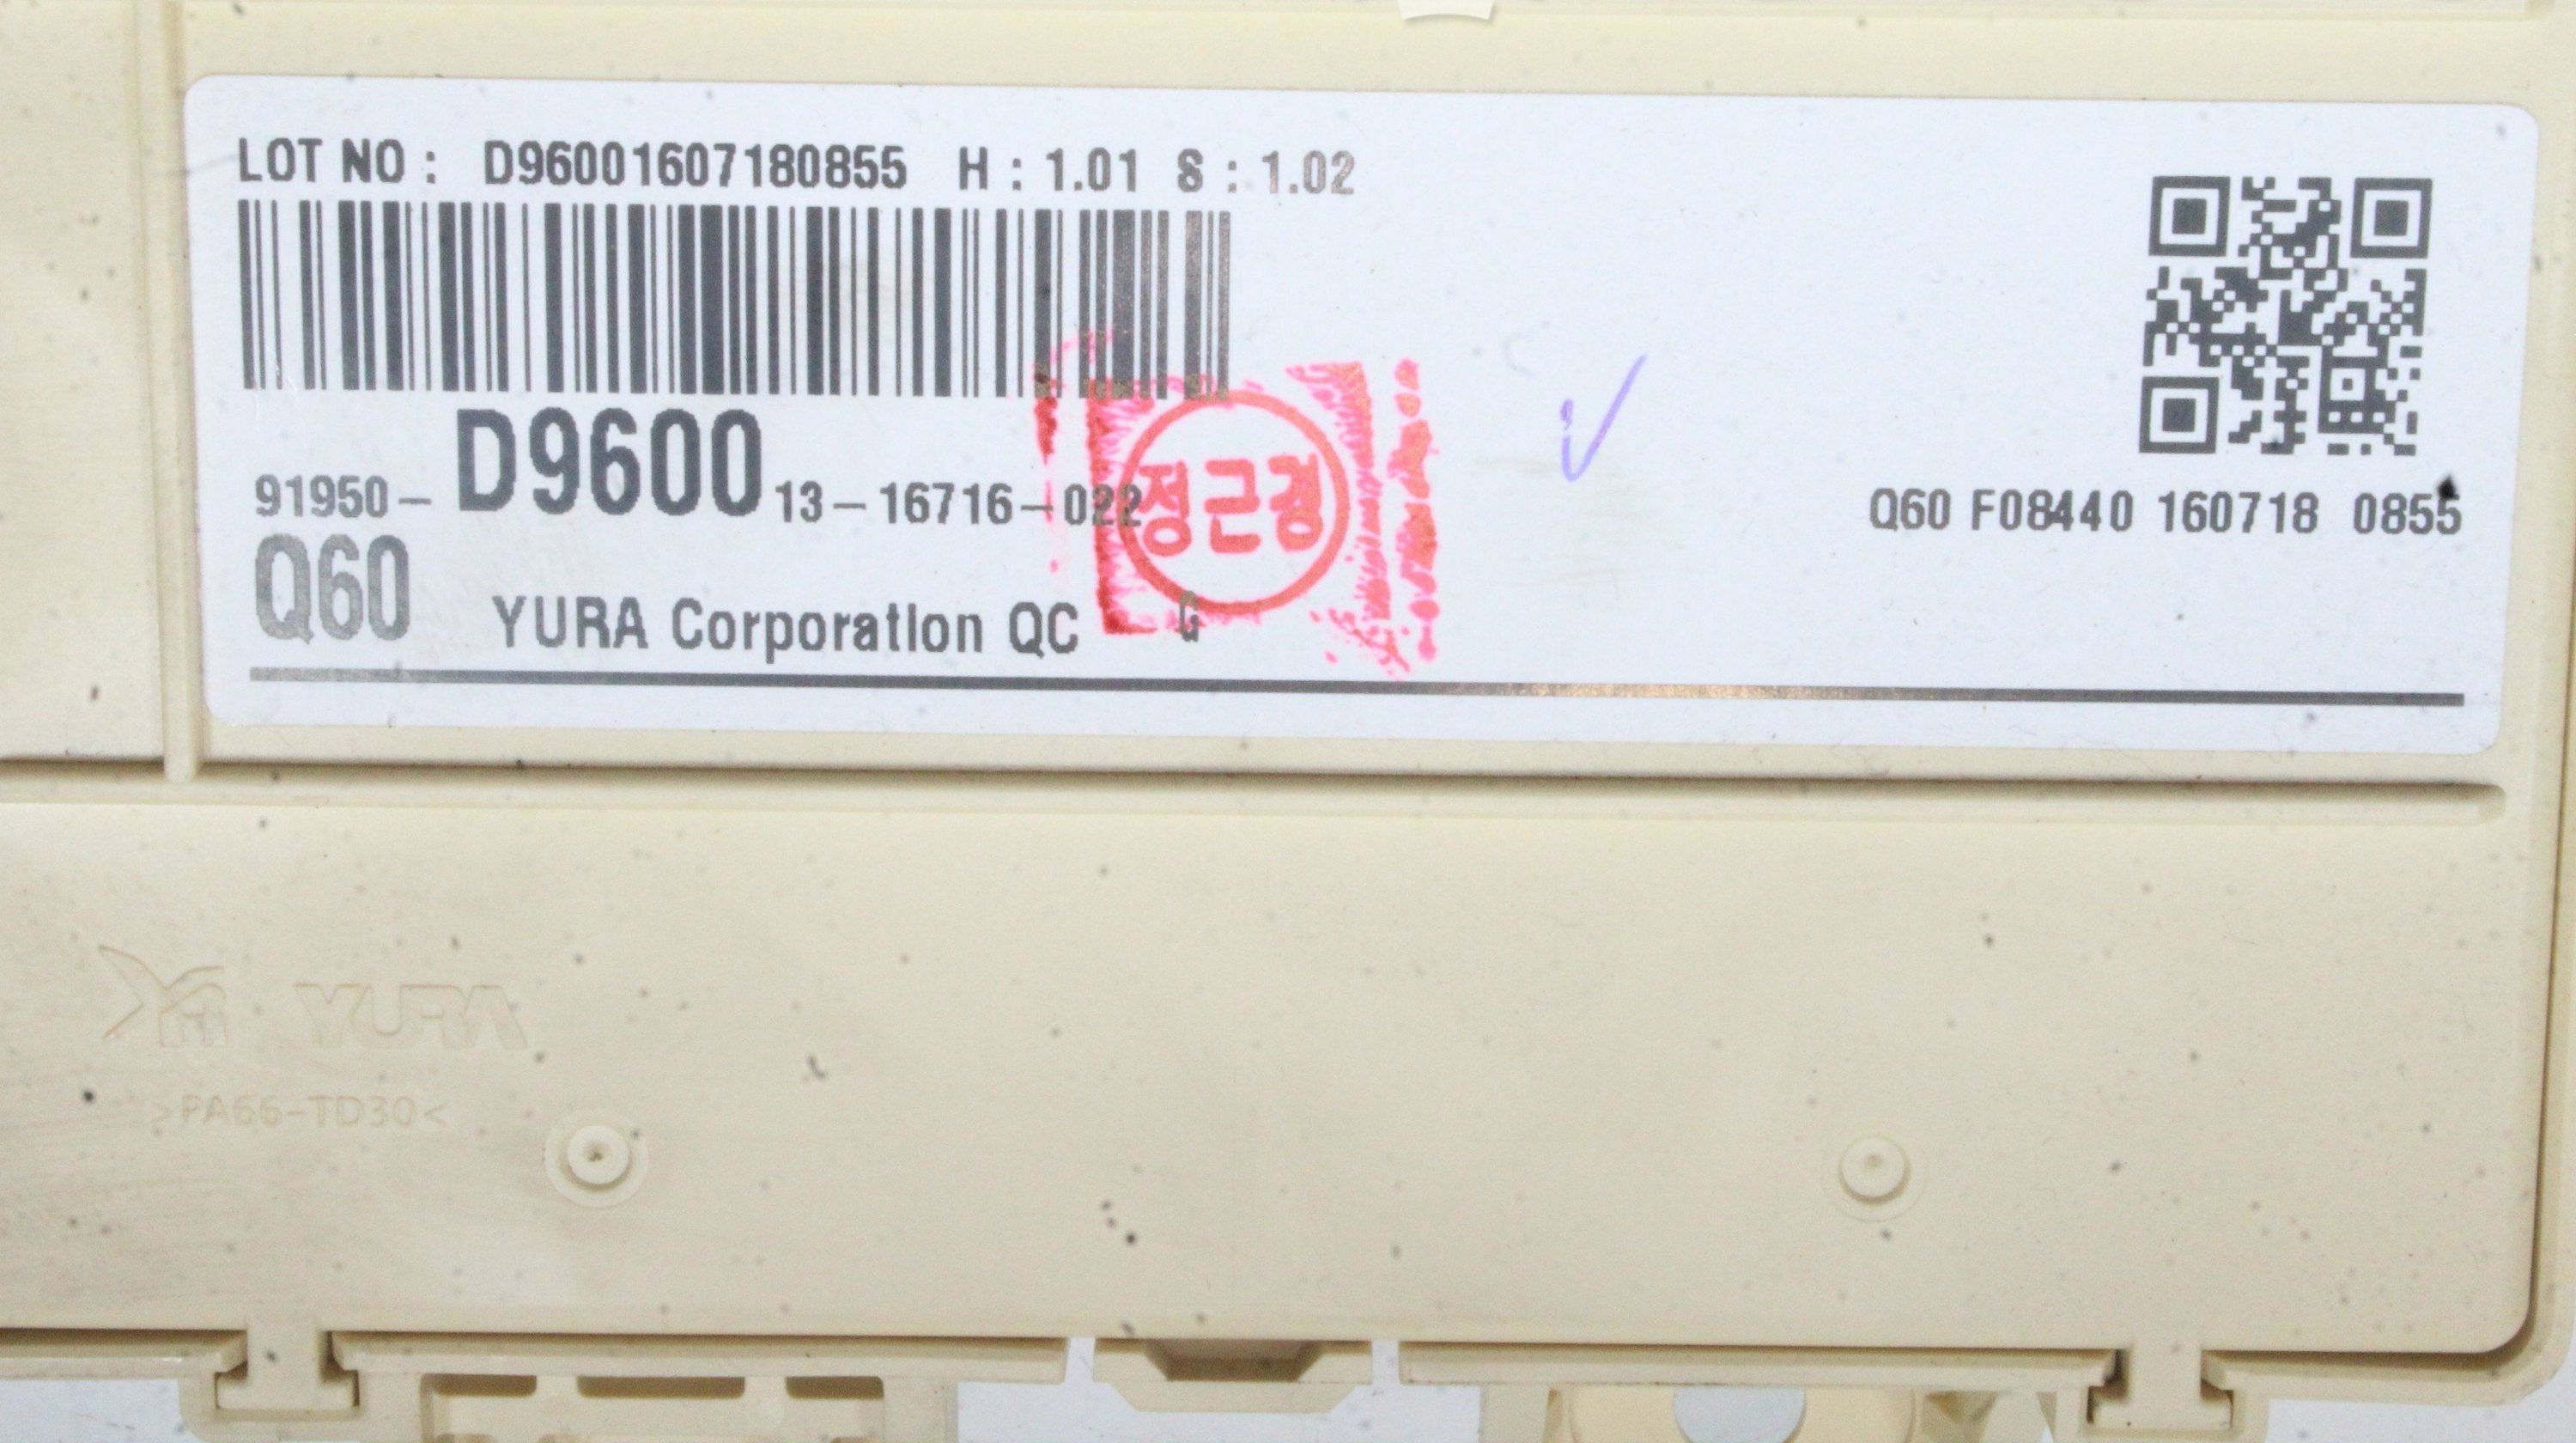 LOT NO : D96001607180855 H : 1.01 S : 1.02
91950- D9600 13-16716-022
정근경
Q60 F08440 160718 0855
Q60 YURA Corporation QC G
YURA
>PA66-TD30<